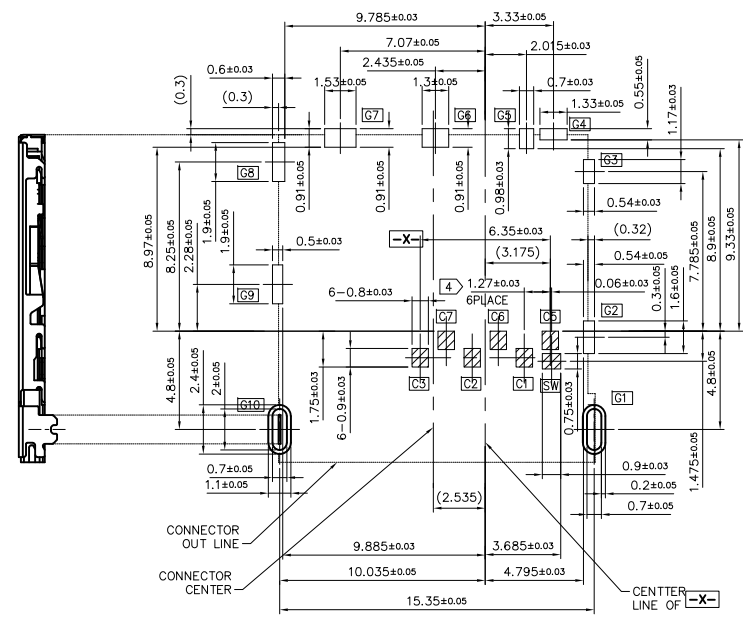 9.785±0.03
3.33±0.05
7.07±0.05
2.015±0.03
2.435±0.05
0.6±0.03
1.53±0.05
1.3±0.05
0.7±0.03
(0.3)
(0.3)
1.33±0.05
0.55±0.05
1.17±0.03
G7
G6
G5
G4
G3
G8
0.91±0.05
0.91±0.05
0.91±0.05
0.98±0.03
0.54±0.03
(0.32)
0.54±0.05
8.97±0.05
8.25±0.05
2.28±0.05
1.9±0.05
1.9±0.05
0.5±0.03
-X-
6.35±0.03
(3.175)
7.785±0.05
8.9±0.05
9.33±0.05
4
1.27±0.03
6PLACE
0.06±0.03
0.3±0.05
1.6±0.05
6-0.8±0.03
G9
G2
C7
C6
C5
C3
C2
C1
SW
G10
G1
4.8±0.05
2.4±0.05
2±0.05
1.75±0.03
6-0.9±0.03
0.75±0.03
4.8±0.05
1.475±0.05
0.7±0.05
1.1±0.05
0.9±0.03
0.2±0.05
0.7±0.05
(2.535)
CONNECTOR
OUT LINE
9.885±0.03
3.685±0.03
CONNECTOR
CENTER
10.035±0.05
4.795±0.05
CENTTER
LINE OF -X-
15.35±0.05